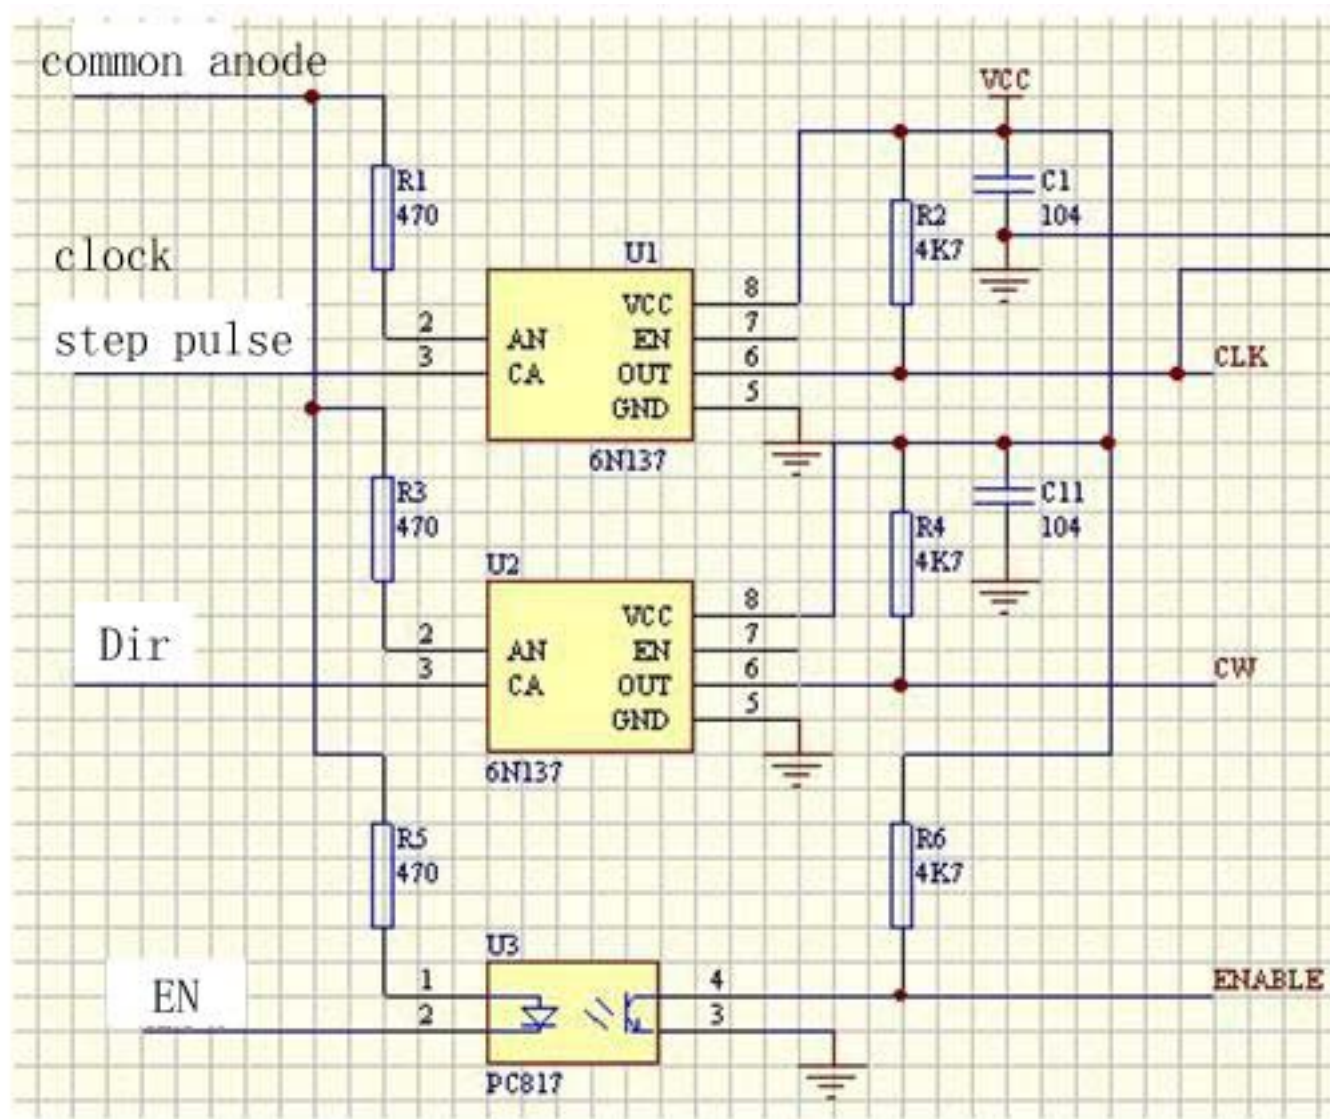 common anode
VCC
R1
470
C1
104
R2
4K7
clock
U1
step pulse
2
3
AN
CA
VCC
EN
OUT
GND
8
7
6
5
CLK
6N137
R3
470
C11
104
R4
4K7
U2
Dir
2
3
AN
CA
VCC
EN
OUT
GND
8
7
6
5
CW
6N137
R5
470
R6
4K7
U3
EN
1
2
4
3
ENABLE
PC817